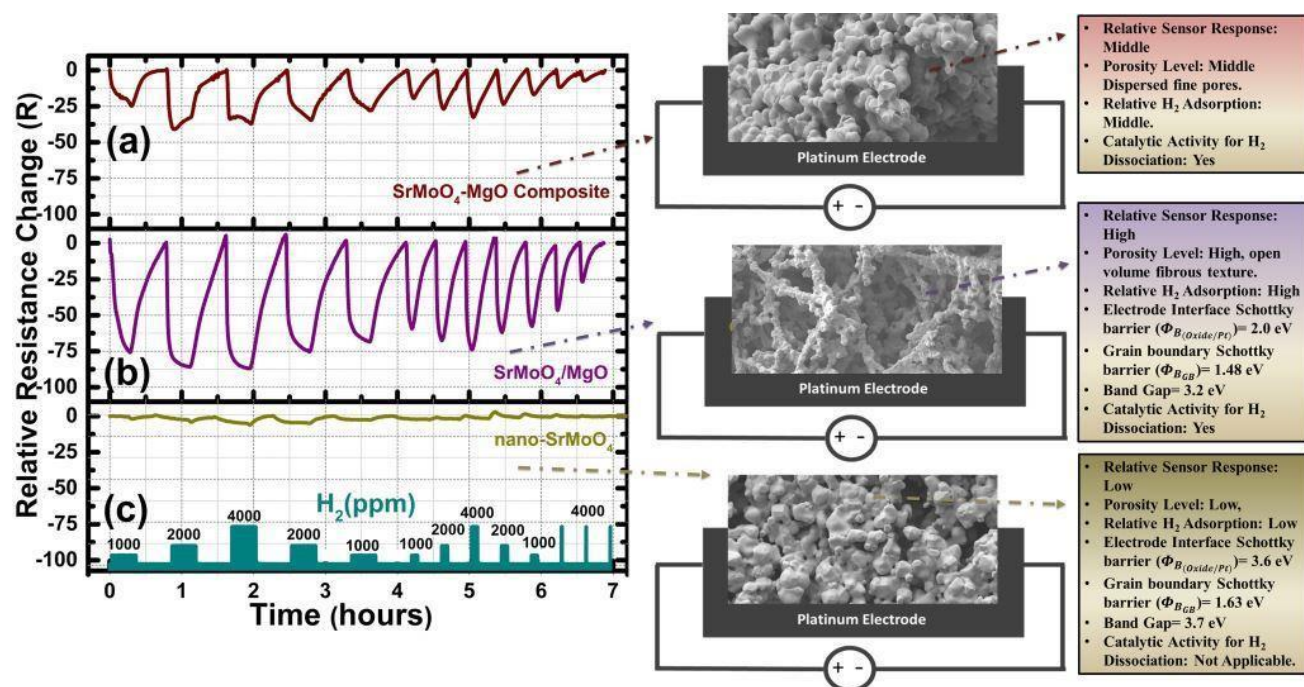 Relative Resistance Change (R)
0
-25
-50
-75
-100
(a)
SrMoO₄-MgO Composite
0
-25
-50
-75
-100
(b)
SrMoO₄/MgO
0
-25
-50
-75
-100
(c)
nano-SrMoO₄
H₂(ppm)
1000
2000
4000
2000
1000
1000
2000
4000
2000
1000
4000
0 1 2 3 4 5 6 7
Time (hours)
Platinum Electrode
+ -
Platinum Electrode
+ -
Platinum Electrode
+ -
• Relative Sensor Response:
Middle
• Porosity Level: Middle
Dispersed fine pores.
• Relative H₂ Adsorption:
Middle.
• Catalytic Activity for H₂
Dissociation: Yes
• Relative Sensor Response:
High
• Porosity Level: High, open
volume fibrous texture.
• Relative H₂ Adsorption: High
• Electrode Interface Schottky
barrier (Φ_B(Oxide/Pt))= 2.0 eV
• Grain boundary Schottky
barrier (Φ_BGB)= 1.48 eV
• Band Gap= 3.2 eV
• Catalytic Activity for H₂
Dissociation: Yes
• Relative Sensor Response:
Low
• Porosity Level: Low,
• Relative H₂ Adsorption: Low
• Electrode Interface Schottky
barrier (Φ_B(Oxide/Pt))= 3.6 eV
• Grain boundary Schottky
barrier (Φ_BGB)= 1.63 eV
• Band Gap= 3.7 eV
• Catalytic Activity for H₂
Dissociation: Not Applicable.